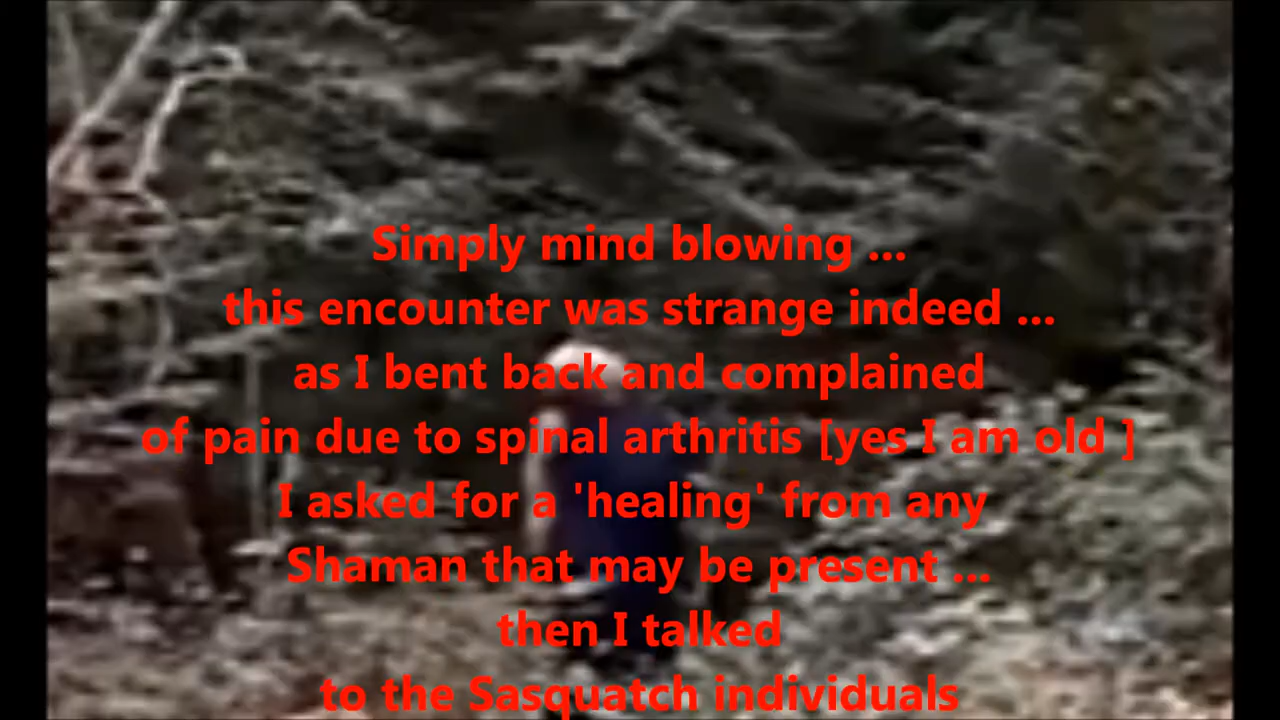 Simply mind blowing ...
this encounter was strange indeed ...
as I bent back and complained
of pain due to spinal arthritis [yes I am old ]
I asked for a 'healing' from any
Shaman that may be present ...
then I talked
to the Sasquatch individuals